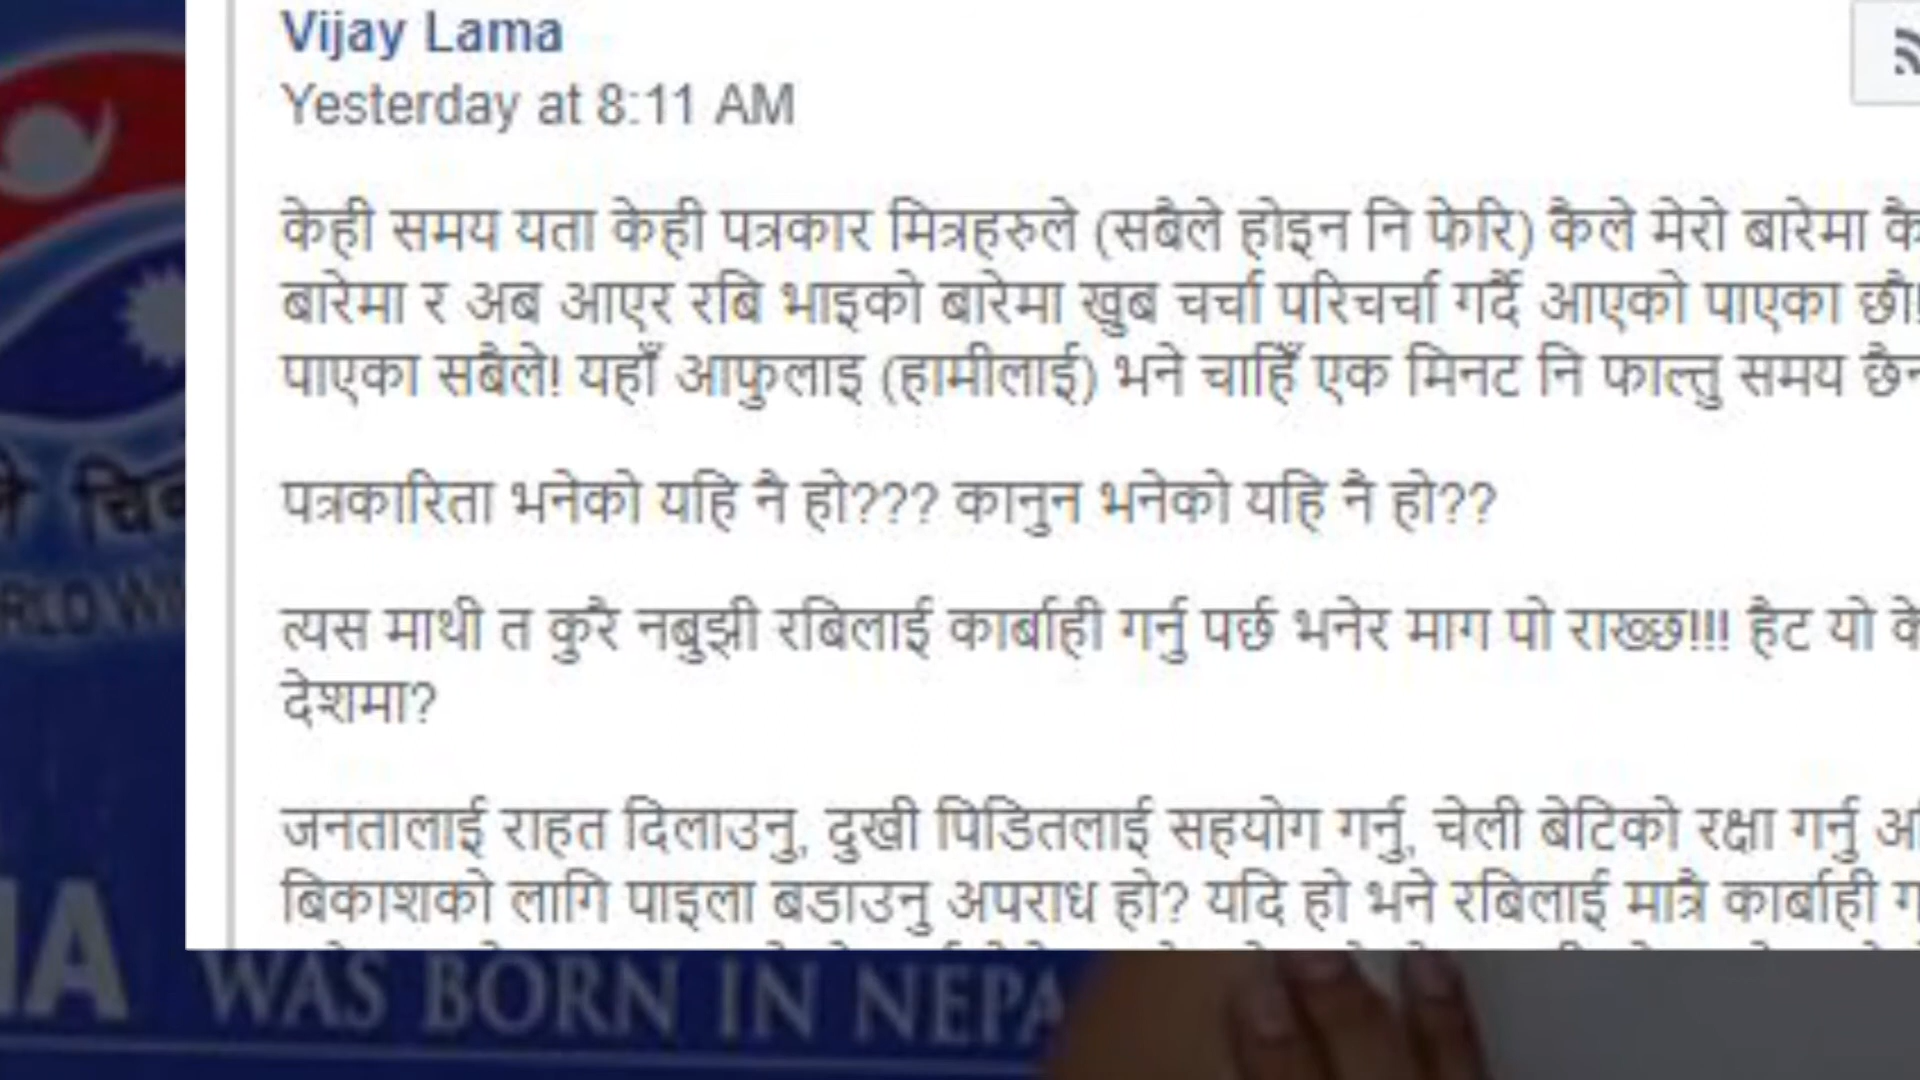 Vijay Lama
Yesterday at 8:11 AM
केही समय यता केही पत्रकार मित्रहरुले (सबैले होइन नि फेरि) कैले मेरो बारेमा
बारेमा र अब आएर रबि भाइको बारेमा खुब चर्चा परिचर्चा गर्दै आएको पाएका छौ!
पाएका सबैले! यहाँ आफुलाइ (हामीलाई) भने चाहिँ एक मिनट नि फाल्तु समय
पत्रकारिता भनेको यहि नै हो??? कानुन भनेको यहि नै हो??
त्यस माथी त कुरै नबुझी रबिलाई कार्बाही गर्नु पर्छ भनेर माग पो राख्छ!!! हैट यो
देशमा?
जनतालाई राहत दिलाउनु, दुखी पिडितलाई सहयोग गर्नु, चेली बेटिको रक्षा गर्नु
बिकाशको लागि पाइला बडाउनु अपराध हो? यदि हो भने रबिलाई मात्रै कार्बाही
WAS BORN IN NEPA